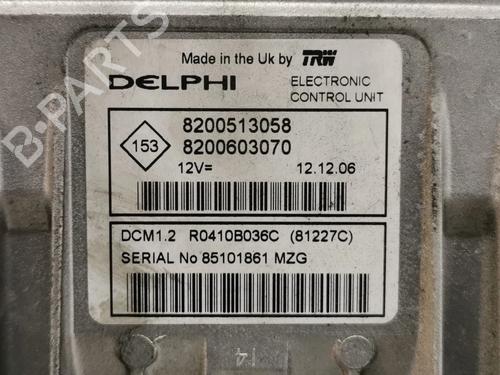 Made in the Uk by TRW
DELPHI
ELECTRONIC
CONTROL UNIT
153
8200513058
8200603070
12V=
12.12.06
DCM1.2 R0410B036C (81227C)
SERIAL No 85101861 MZG
14
B-PARTS